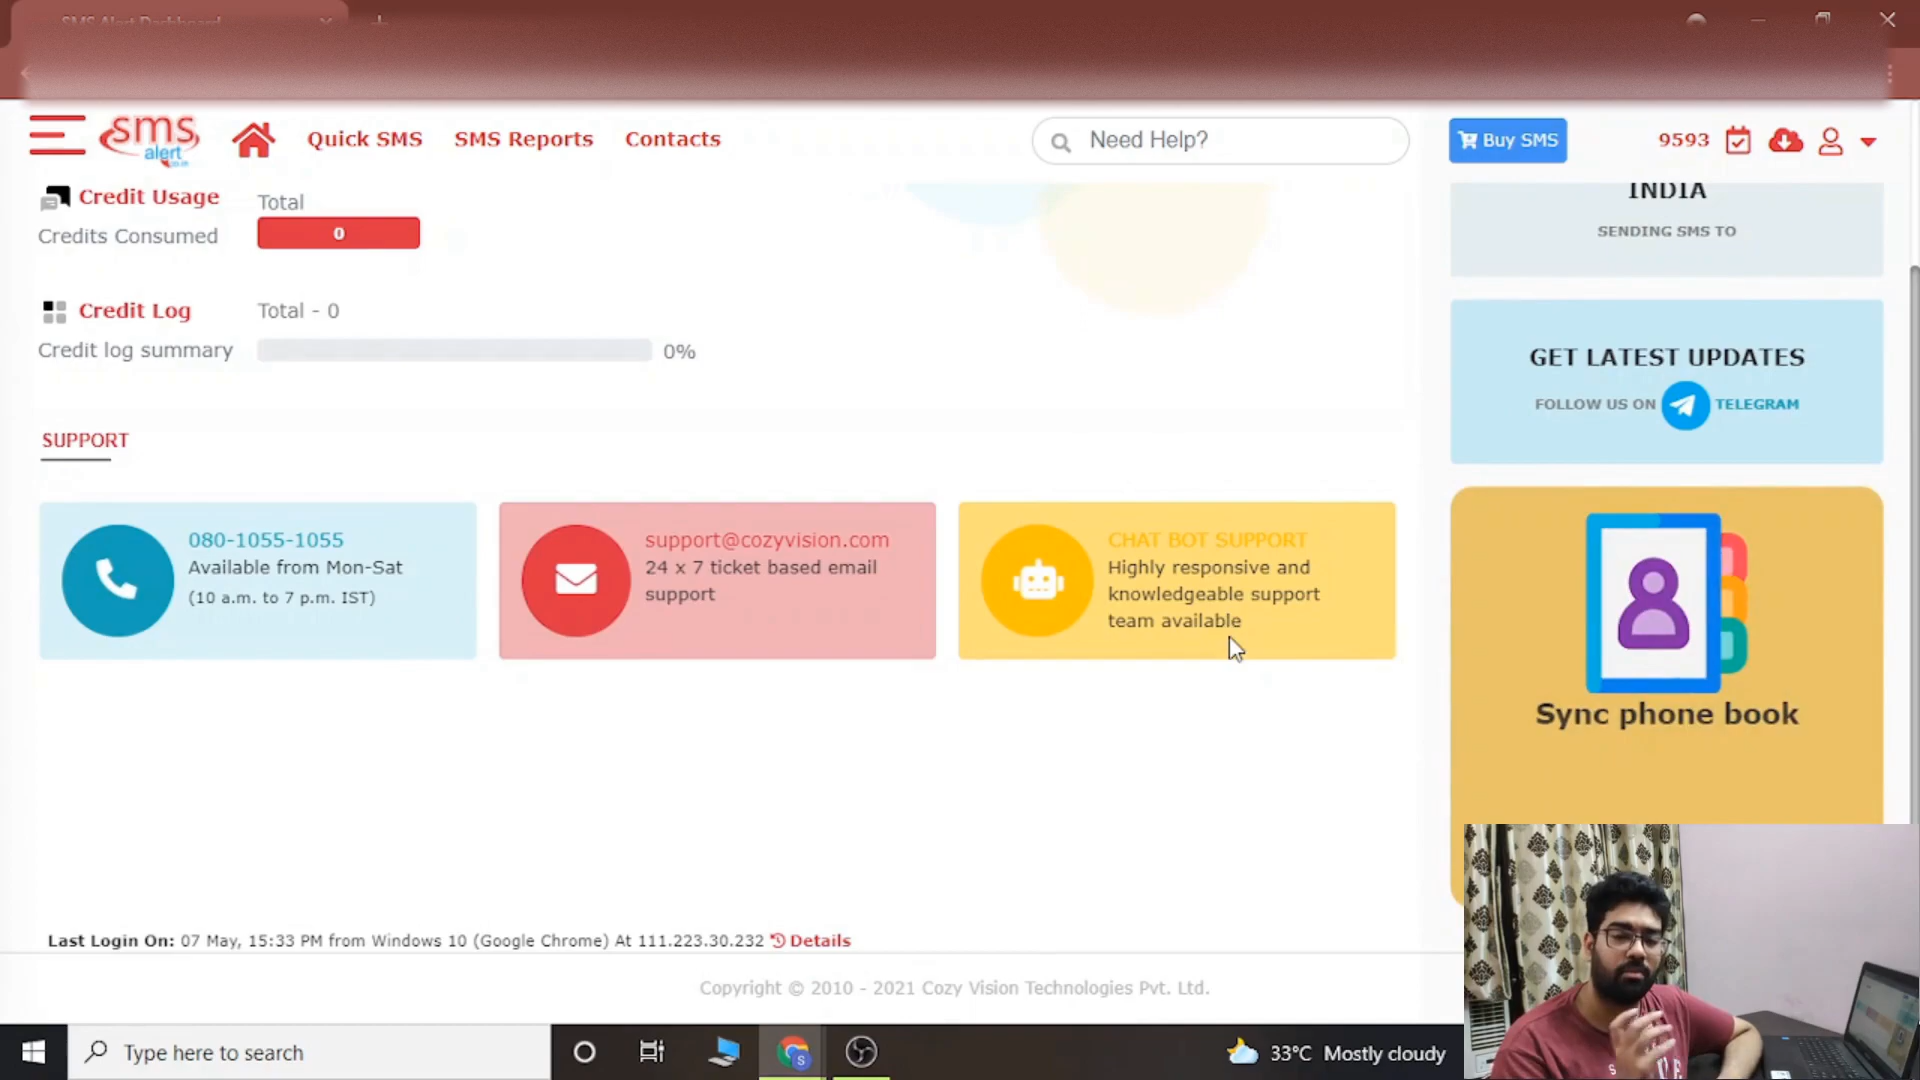 SMS Alert Dashboard
sms
alert
Quick SMS
SMS Reports
Contacts
Need Help?
Buy SMS
9593
Credit Usage
Total
Credits Consumed
0
Credit Log
Total - 0
Credit log summary
0%
INDIA
SENDING SMS TO
GET LATEST UPDATES
FOLLOW US ON TELEGRAM
SUPPORT
080-1055-1055
Available from Mon-Sat
(10 a.m. to 7 p.m. IST)
support@cozyvision.com
24 x 7 ticket based email
support
CHAT BOT SUPPORT
Highly responsive and
knowledgeable support
team available
Sync phone book
Last Login On: 07 May, 15:33 PM from Windows 10 (Google Chrome) At 111.223.30.232 Details
Copyright © 2010 - 2021 Cozy Vision Technologies Pvt. Ltd.
Type here to search
S
33°C Mostly cloudy